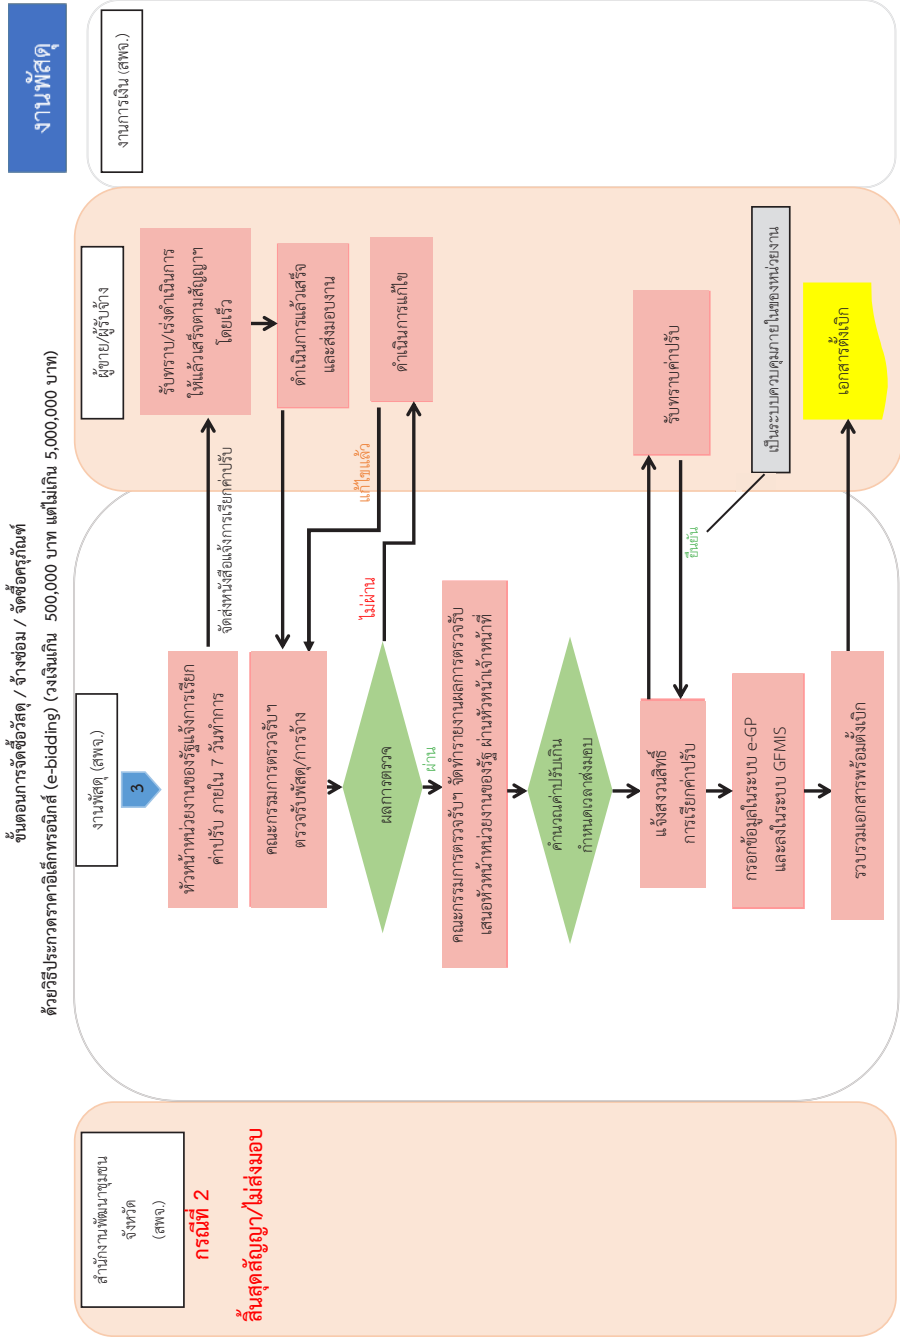 งานพัสดุ
ขั้นตอนการจัดซื้อวัสดุ / จ้างซ่อม / จัดซื้อครุภัณฑ์
ด้วยวิธีประกวดราคาอิเล็กทรอนิกส์ (e-bidding) (วงเงินเกิน 500,000 บาท แต่ไม่เกิน 5,000,000 บาท)
สำนักงานพัฒนาชุมชน
จังหวัด
(สพจ.)
งานพัสดุ (สพจ.)
ผู้ขาย/ผู้รับจ้าง
งานการเงิน (สพจ.)
กรณีที่ 2
สิ้นสุดสัญญา/ไม่ส่งมอบ
3
หัวหน้าหน่วยงานของรัฐแจ้งการเรียก
ค่าปรับ ภายใน 7 วันทำการ
จัดส่งหนังสือแจ้งการเรียกค่าปรับ
รับทราบ/เร่งดำเนินการ
ให้แล้วเสร็จตามสัญญาฯ
โดยเร็ว
ดำเนินการแล้วเสร็จ
และส่งมอบงาน
คณะกรรมการตรวจรับฯ
ตรวจรับพัสดุ/การจ้าง
แก้ไขแล้ว
ดำเนินการแก้ไข
ไม่ผ่าน
ผลการตรวจ
ผ่าน
คณะกรรมการตรวจรับฯ จัดทำรายงานผลการตรวจรับ
เสนอหัวหน้าหน่วยงานของรัฐ ผ่านหัวหน้าเจ้าหน้าที่
คำนวณค่าปรับเกิน
กำหนดเวลาส่งมอบ
แจ้งสงวนสิทธิ์
การเรียกค่าปรับ
รับทราบค่าปรับ
ยืนยัน
เป็นระบบควบคุมภายในของหน่วยงาน
กรอกข้อมูลในระบบ e-GP
และลงในระบบ GFMIS
รวบรวมเอกสารพร้อมตั้งเบิก
เอกสารตั้งเบิก